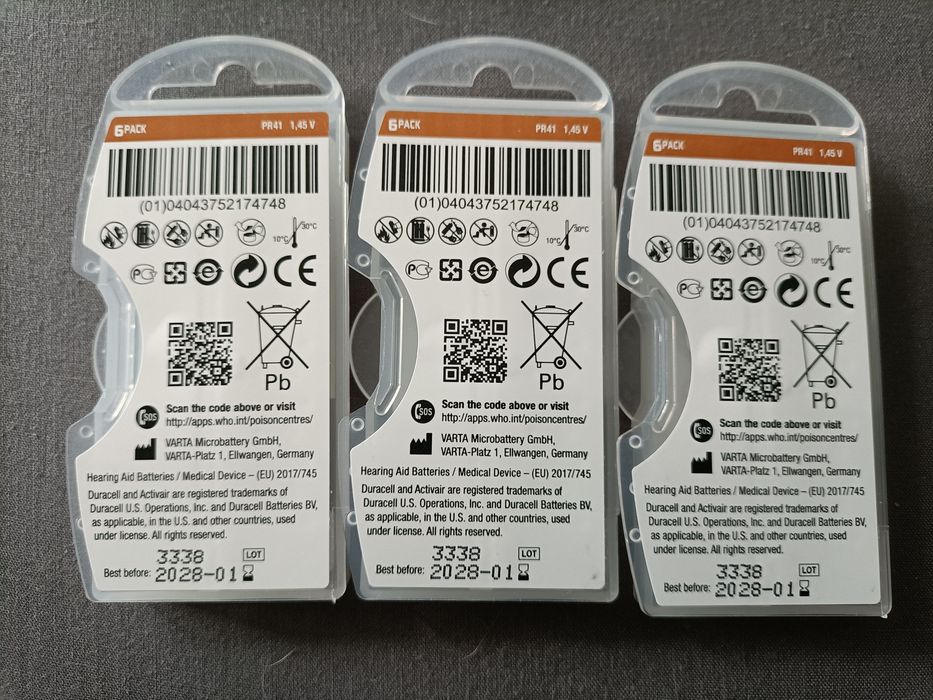 6PACK PR41 1,45 V
(01)04043752174748
10°C 30°C
CE
Pb
SOS
Scan the code above or visit
http://apps.who.int/poisoncentres/
VARTA Microbattery GmbH,
VARTA-Platz 1, Ellwangen, Germany
Hearing Aid Batteries / Medical Device – (EU) 2017/745
Duracell and Activair are registered trademarks of
Duracell U.S. Operations, Inc. and Duracell Batteries BV,
as applicable, in the U.S. and other countries, used
under license. All rights reserved.
3338 LOT
Best before: 2028-01
6PACK PR41 1,45 V
(01)04043752174748
10°C 30°C
CE
Pb
SOS
Scan the code above or visit
http://apps.who.int/poisoncentres/
VARTA Microbattery GmbH,
VARTA-Platz 1, Ellwangen, Germany
Hearing Aid Batteries / Medical Device – (EU) 2017/745
Duracell and Activair are registered trademarks of
Duracell U.S. Operations, Inc. and Duracell Batteries BV,
as applicable, in the U.S. and other countries, used
under license. All rights reserved.
3338 LOT
Best before: 2028-01
6PACK PR41 1,45 V
(01)04043752174748
10°C 30°C
CE
Pb
SOS
Scan the code above or visit
http://apps.who.int/poisoncentres/
VARTA Microbattery GmbH,
VARTA-Platz 1, Ellwangen, Germany
Hearing Aid Batteries / Medical Device – (EU) 2017/745
Duracell and Activair are registered trademarks of
Duracell U.S. Operations, Inc. and Duracell Batteries BV,
as applicable, in the U.S. and other countries, used
under license. All rights reserved.
3338 LOT
Best before: 2028-01